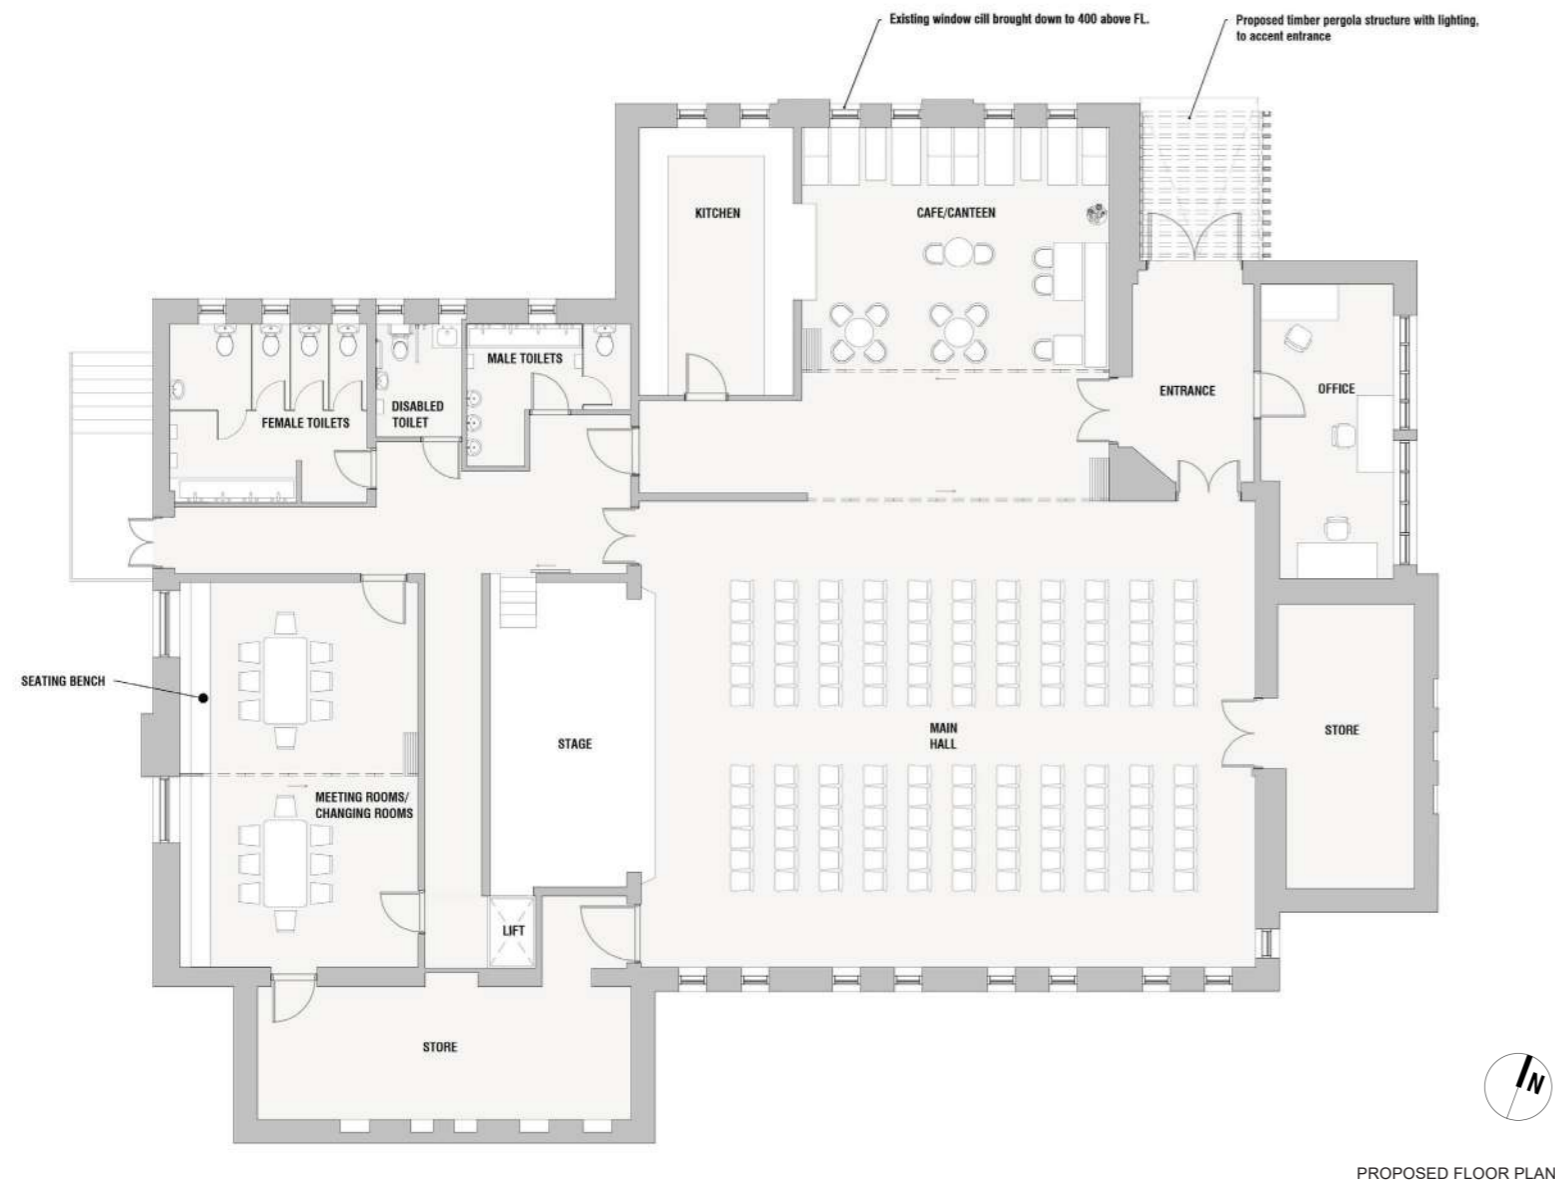 Existing window cill brought down to 400 above FL.
Proposed timber pergola structure with lighting,
to accent entrance
KITCHEN
CAFE/CANTEEN
MALE TOILETS
DISABLED
TOILET
FEMALE TOILETS
ENTRANCE
OFFICE
SEATING BENCH
STAGE
MAIN
HALL
STORE
MEETING ROOMS/
CHANGING ROOMS
LIFT
STORE
N
PROPOSED FLOOR PLAN